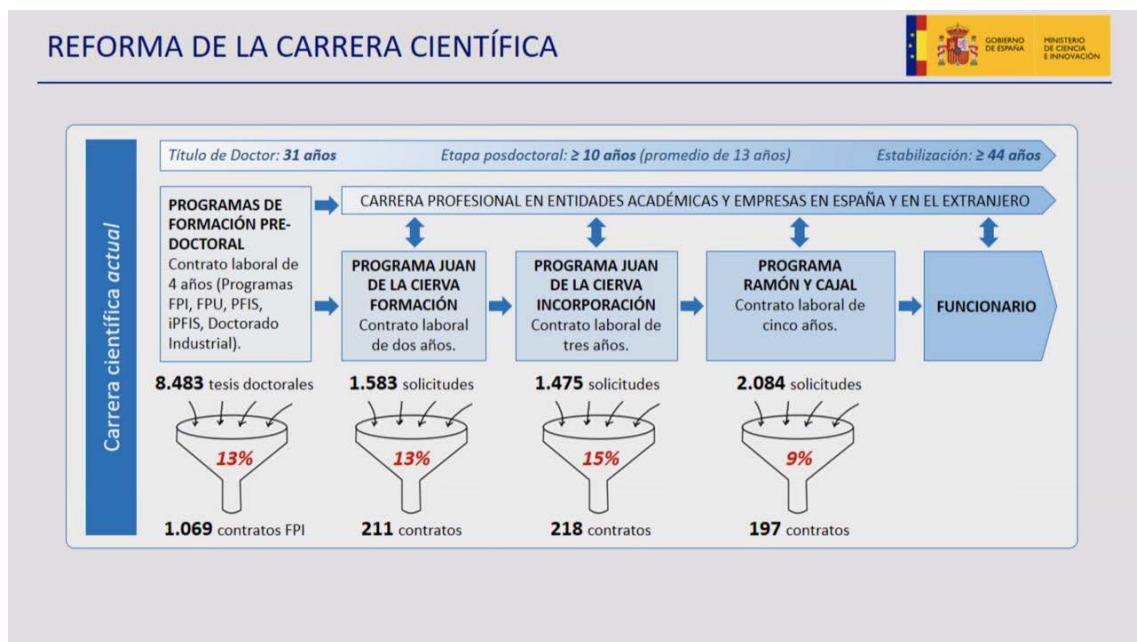 REFORMA DE LA CARRERA CIENTÍFICA
GOBIERNO
DE ESPAÑA
MINISTERIO
DE CIENCIA
E INNOVACIÓN
Carrera científica actual
Título de Doctor: 31 años
Etapa posdoctoral: ≥ 10 años (promedio de 13 años)
Estabilización: ≥ 44 años
PROGRAMAS DE
FORMACIÓN PRE-
DOCTORAL
Contrato laboral de
4 años (Programas
FPI, FPU, PFIS,
iPFIS, Doctorado
Industrial).
CARRERA PROFESIONAL EN ENTIDADES ACADÉMICAS Y EMPRESAS EN ESPAÑA Y EN EL EXTRANJERO
PROGRAMA JUAN
DE LA CIERVA
FORMACIÓN
Contrato laboral
de dos años.
PROGRAMA JUAN
DE LA CIERVA
INCORPORACIÓN
Contrato laboral de
tres años.
PROGRAMA
RAMÓN Y CAJAL
Contrato laboral de
cinco años.
FUNCIONARIO
8.483 tesis doctorales
1.583 solicitudes
1.475 solicitudes
2.084 solicitudes
13%
13%
15%
9%
1.069 contratos FPI
211 contratos
218 contratos
197 contratos